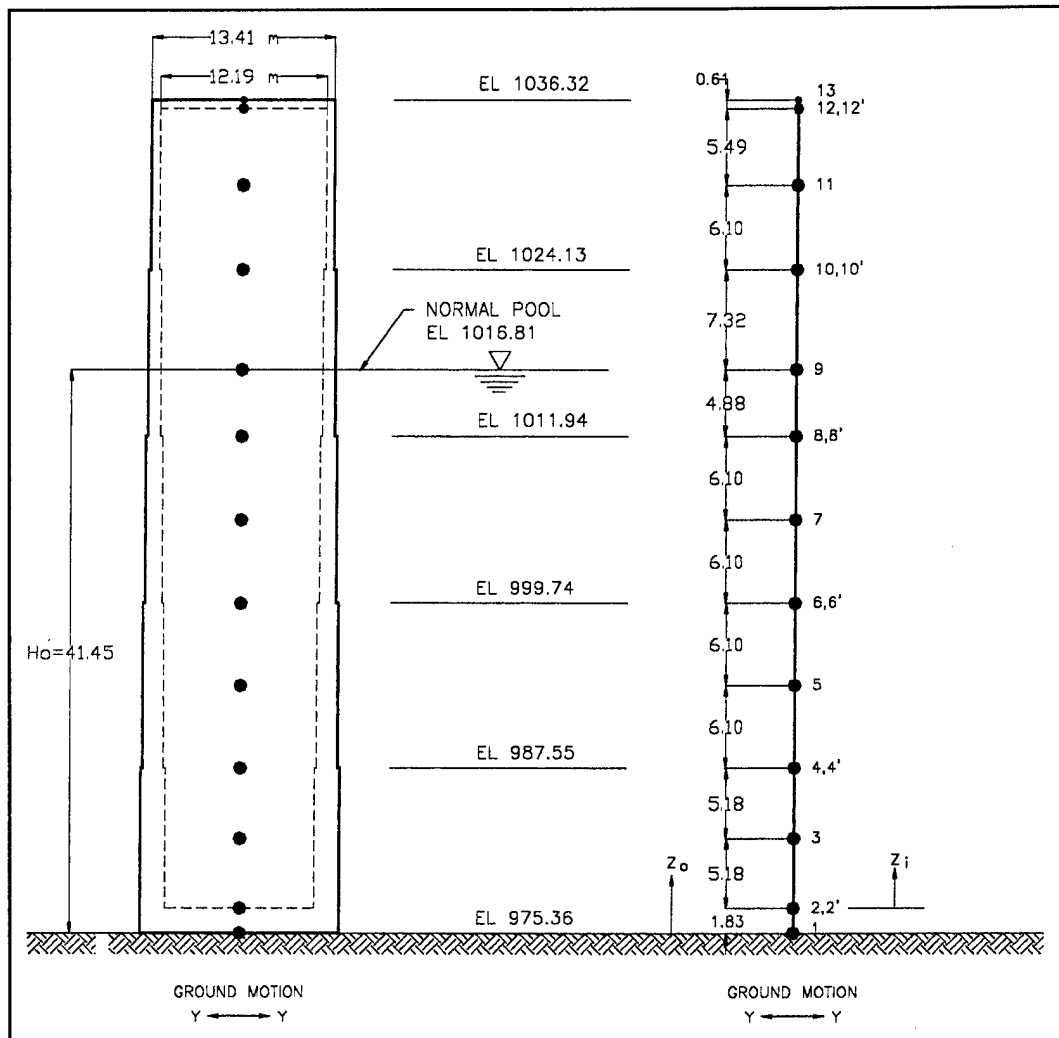 13.41 m
12.19 m
EL 1036.32
0.61
13
12,12'
5.49
11
6.10
EL 1024.13
10,10'
NORMAL POOL
EL 1016.81
7.32
9
4.88
EL 1011.94
8,8'
6.10
7
6.10
EL 999.74
6,6'
6.10
Ho=41.45
5
6.10
EL 987.55
4,4'
5.18
3
Zo
5.18
Zi
2,2'
EL 975.36
1.83
1
GROUND MOTION
Y Y
GROUND MOTION
Y Y